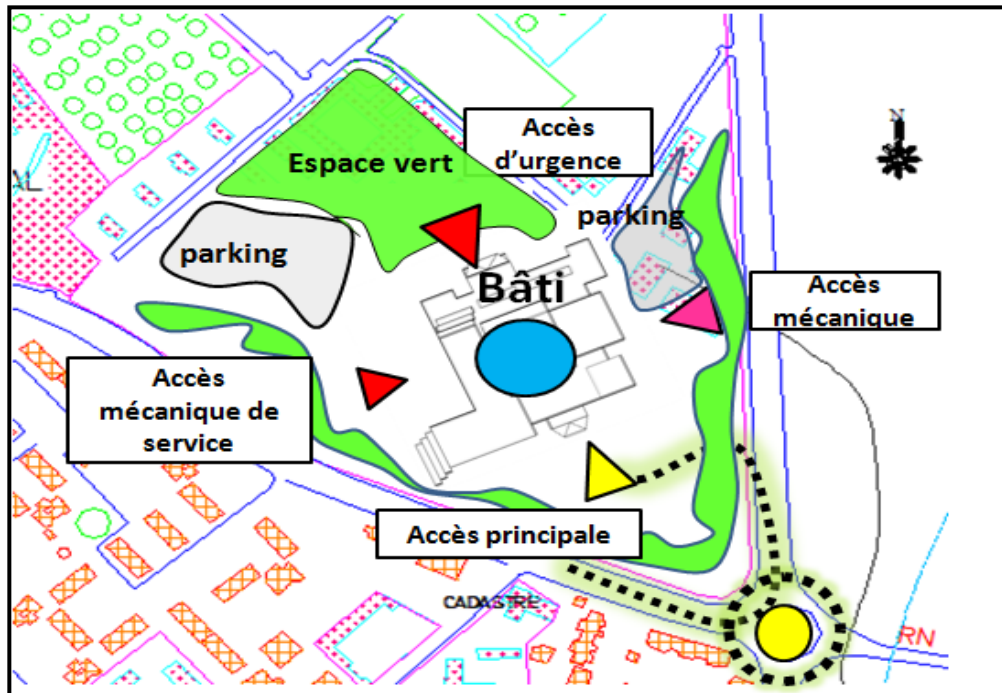 Accès
d'urgence
Espace vert
N
parking
parking
AL
Bâti
Accès
mécanique
Accès
mécanique de
service
Accès principale
CADASTRE
RN